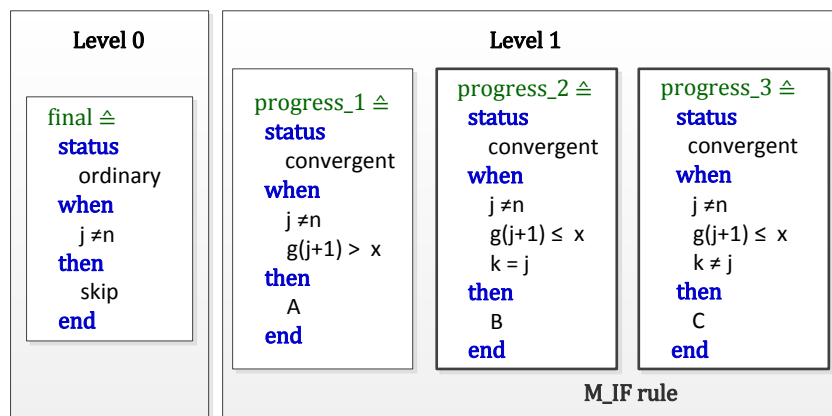 Level 0
final ≙
status
ordinary
when
j ≠n
then
skip
end
Level 1
progress_1 ≙
status
convergent
when
j ≠n
g(j+1) > x
then
A
end
progress_2 ≙
status
convergent
when
j ≠n
g(j+1) ≤ x
k = j
then
B
end
progress_3 ≙
status
convergent
when
j ≠n
g(j+1) ≤ x
k ≠ j
then
C
end
M_IF rule